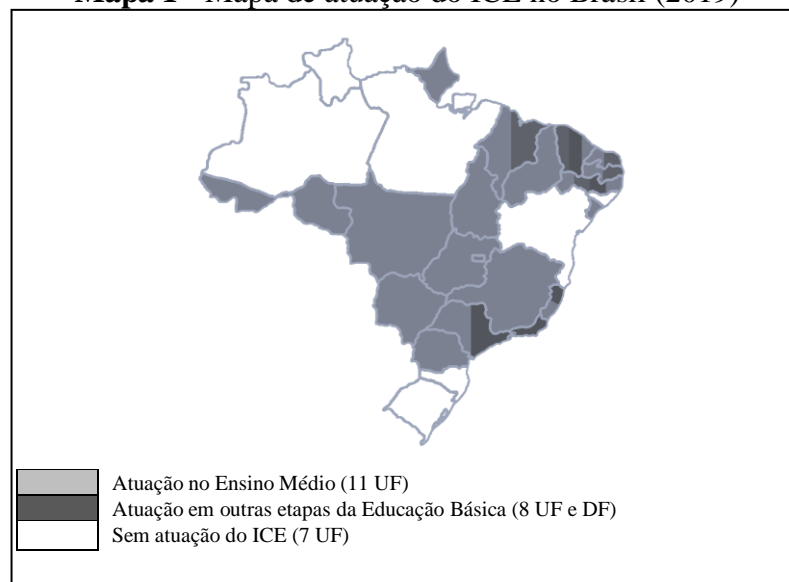 Mapa 1 - Mapa de atuação do ICE no Brasil (2019)
Atuação no Ensino Médio (11 UF)
Atuação em outras etapas da Educação Básica (8 UF e DF)
Sem atuação do ICE (7 UF)